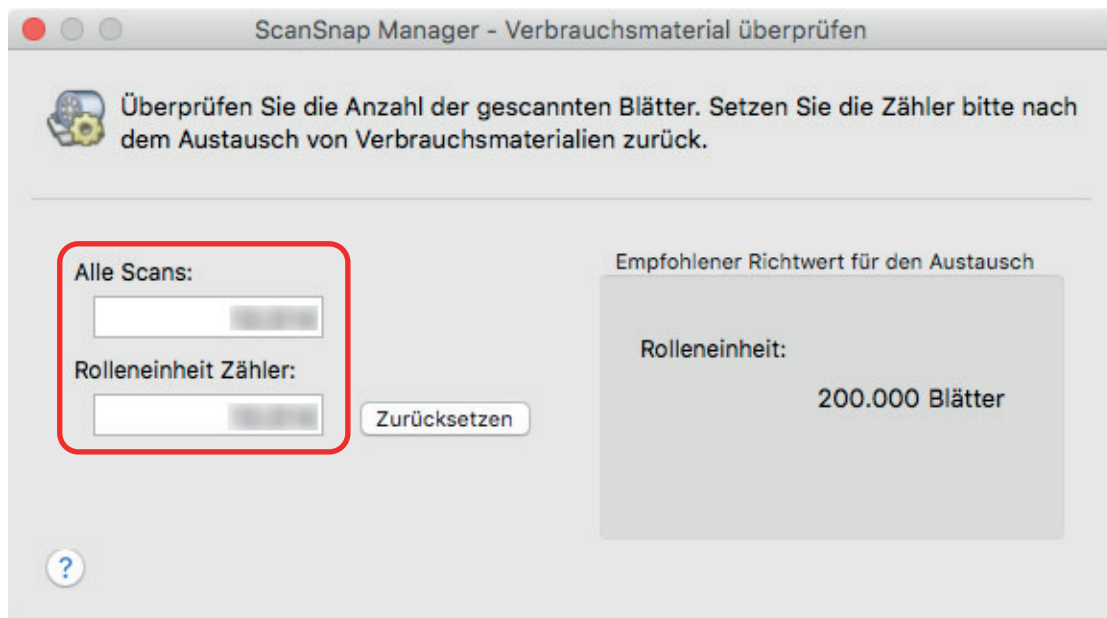 ScanSnap Manager - Verbrauchsmaterial überprüfen
Überprüfen Sie die Anzahl der gescannten Blätter. Setzen Sie die Zähler bitte nach
dem Austausch von Verbrauchsmaterialien zurück.
Alle Scans:
Rolleneinheit Zähler:
Zurücksetzen
Empfohlener Richtwert für den Austausch
Rolleneinheit:
200.000 Blätter
?